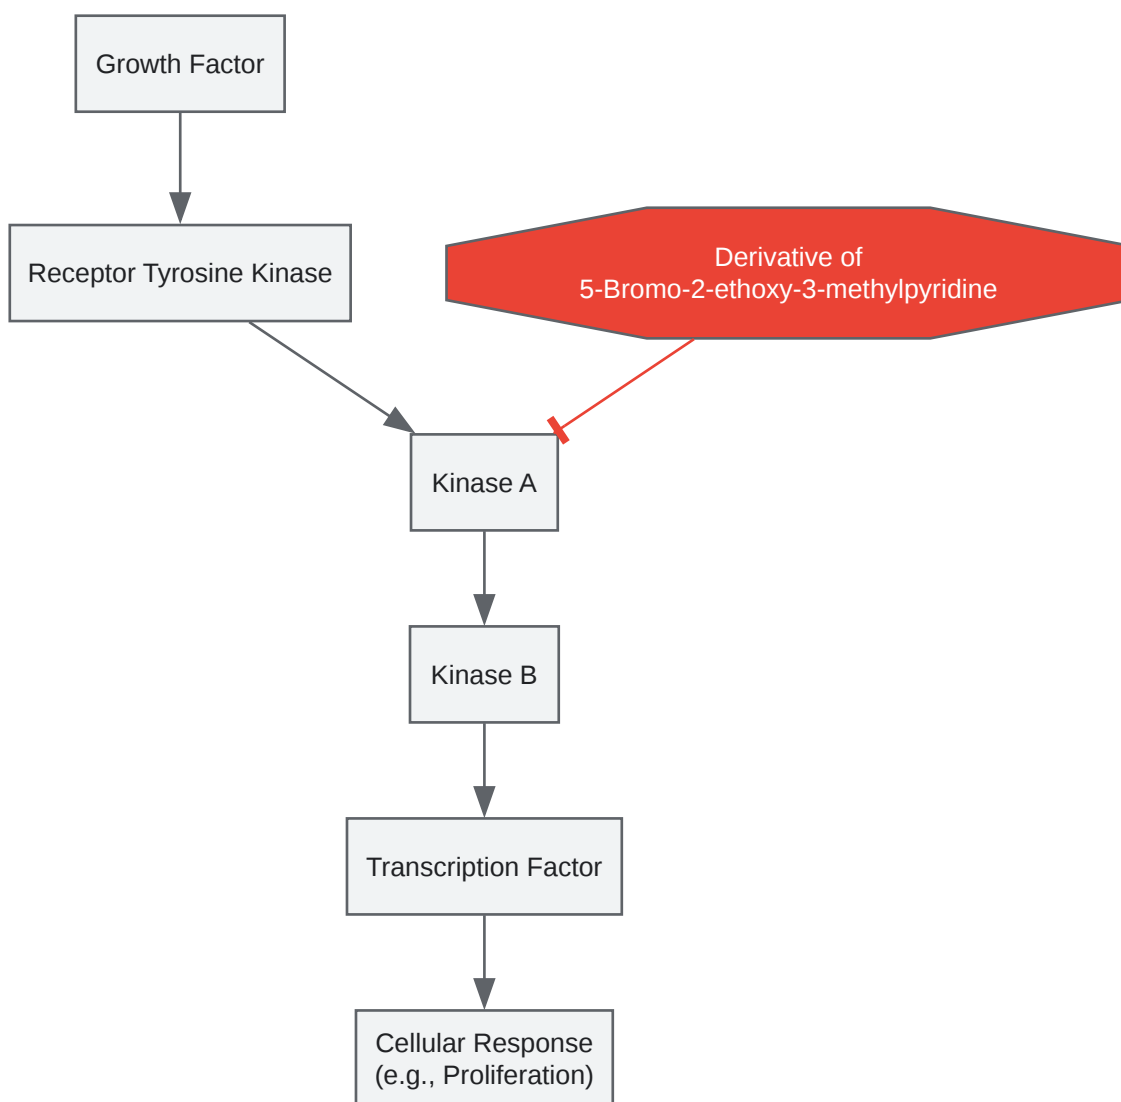 Growth Factor
Receptor Tyrosine Kinase
Derivative of
5-Bromo-2-ethoxy-3-methylpyridine
Kinase A
Kinase B
Transcription Factor
Cellular Response
(e.g., Proliferation)